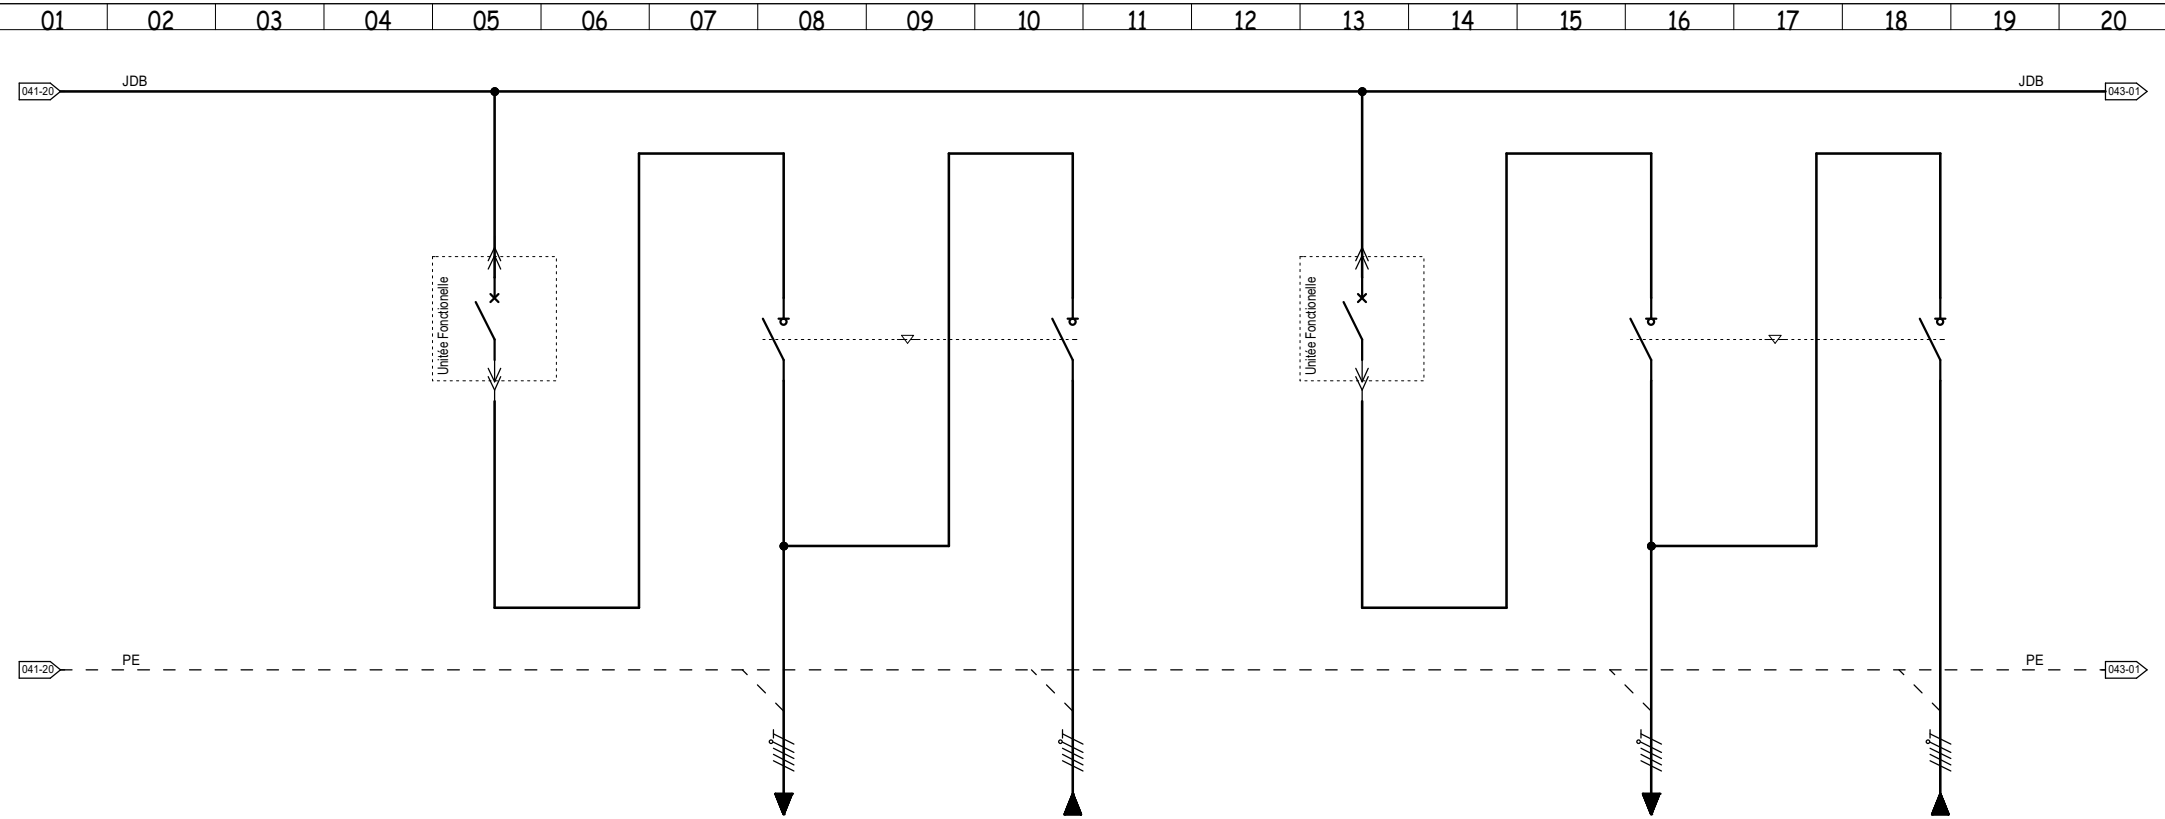 01 02 03 04 05 06 07 08 09 10 11 12 13 14 15 16 17 18 19 20
JDB JDB
041-20 043-01
Unitée Fonctionelle Unitée Fonctionelle
PE PE
041-20 043-01